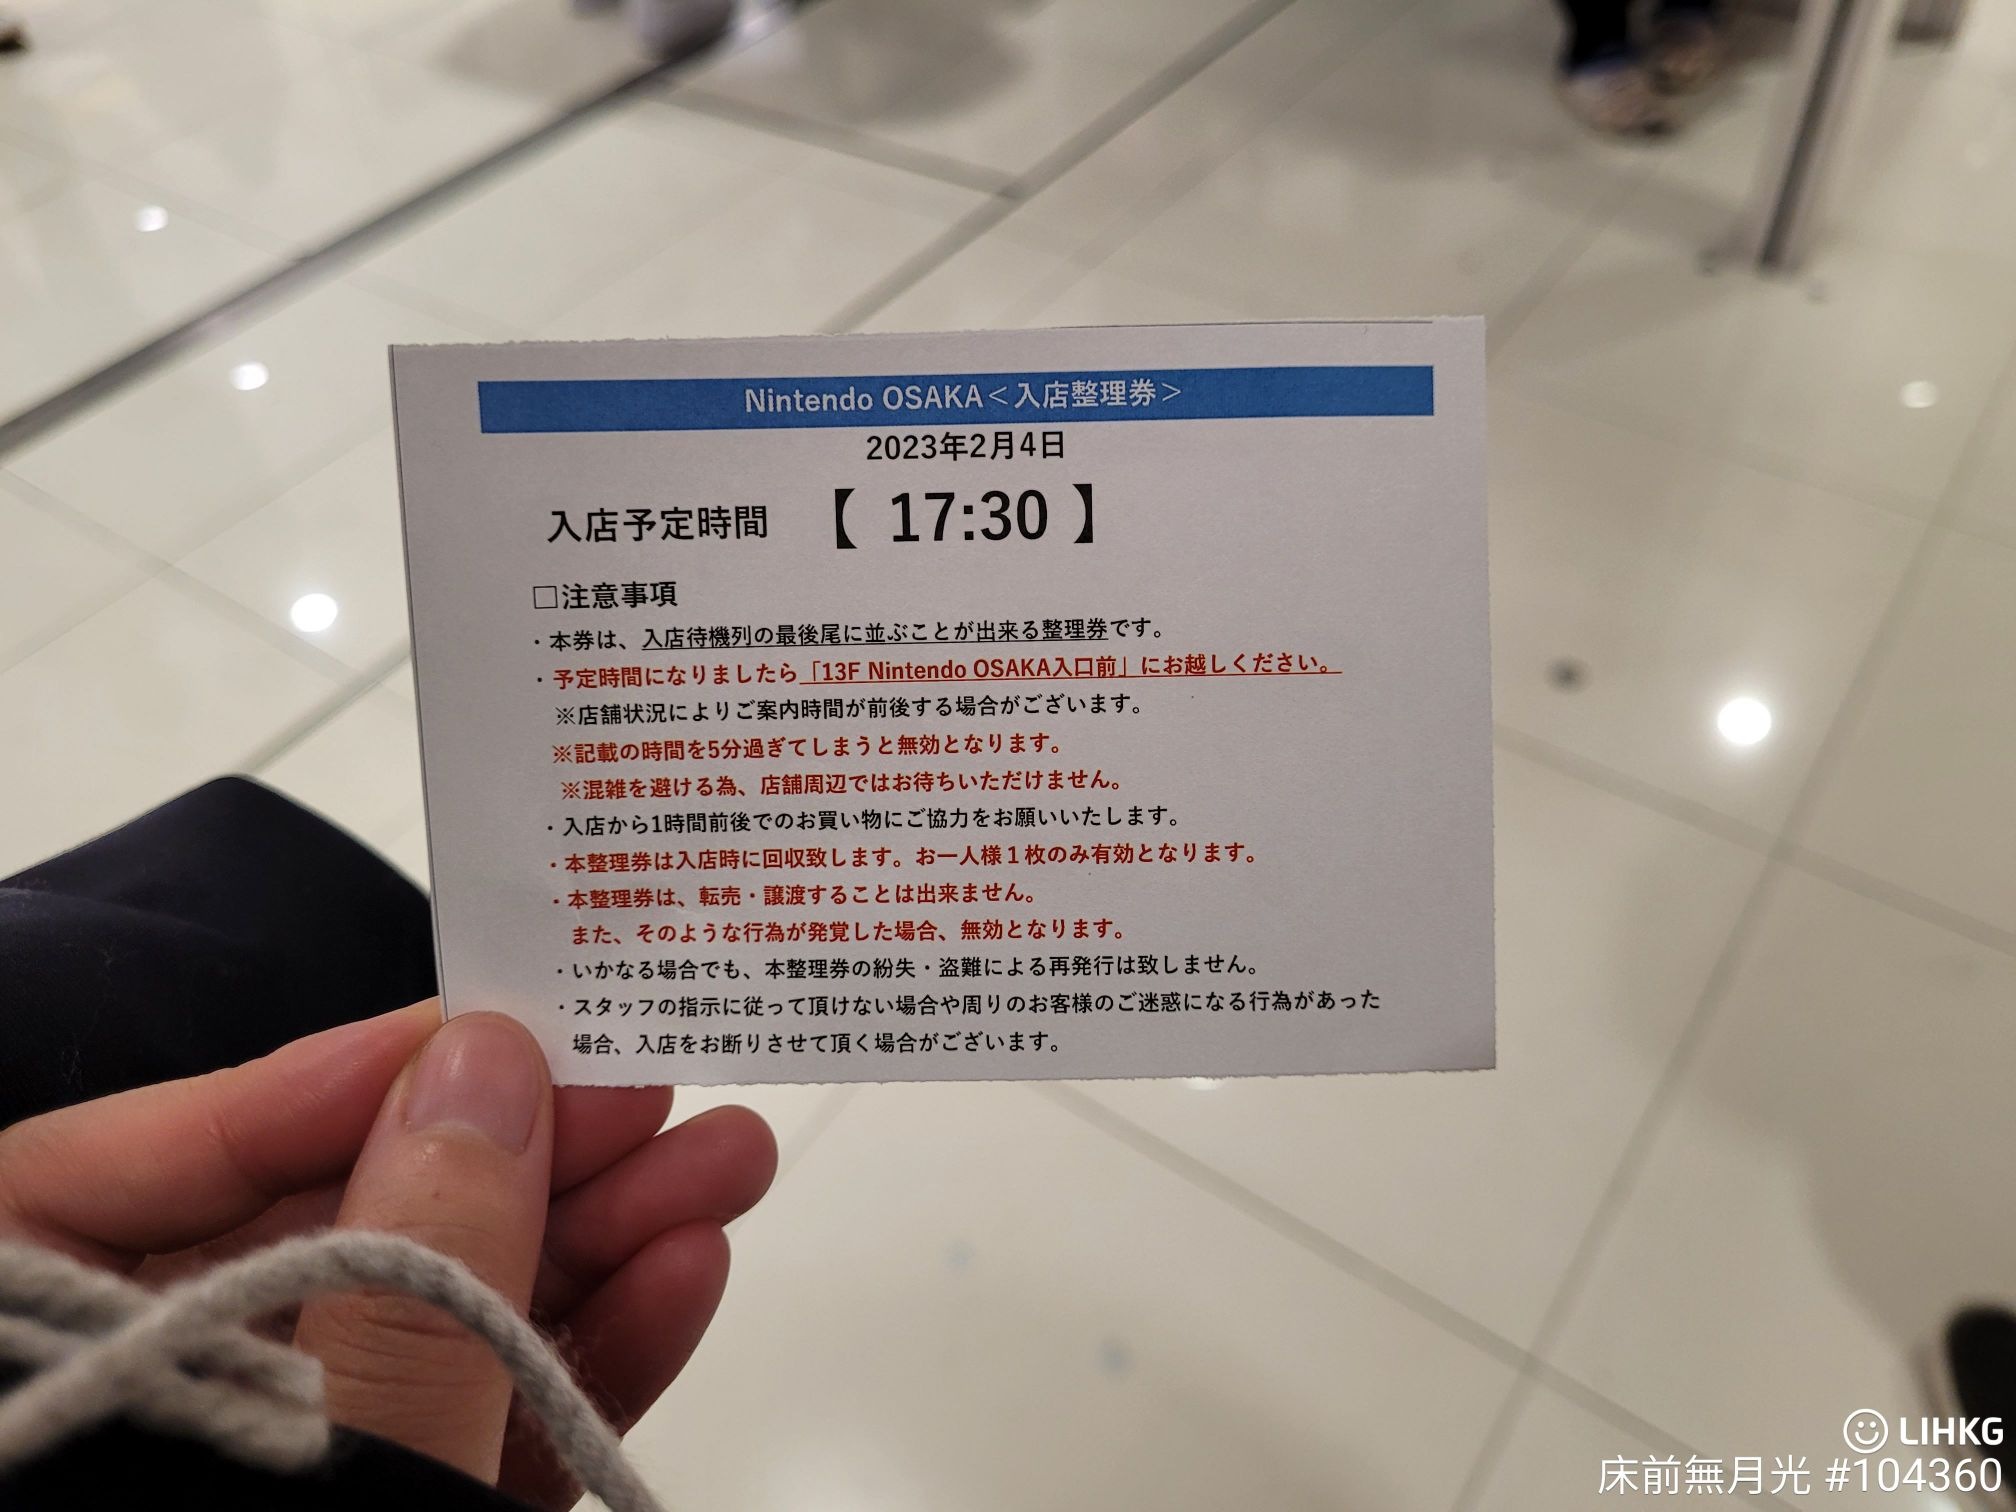 Nintendo OSAKA＜入店整理券＞
2023年2月4日
入店予定時間 【 17:30 】
□注意事項
・本券は、入店待機列の最後尾に並ぶことが出来る整理券です。
・予定時間になりましたら「13F Nintendo OSAKA入口前」にお越しください。
※店舗状況によりご案内時間が前後する場合がございます。
※記載の時間を5分過ぎてしまうと無効となります。
※混雑を避ける為、店舗周辺ではお待ちいただけません。
・入店から1時間前後でのお買い物にご協力をお願いいたします。
・本整理券は入店時に回収致します。お一人様１枚のみ有効となります。
・本整理券は、転売・譲渡することは出来ません。
また、そのような行為が発覚した場合、無効となります。
・いかなる場合でも、本整理券の紛失・盗難による再発行は致しません。
・スタッフの指示に従って頂けない場合や周りのお客様のご迷惑になる行為があった
場合、入店をお断りさせて頂く場合がございます。
LIHKG
床前無月光 #104360